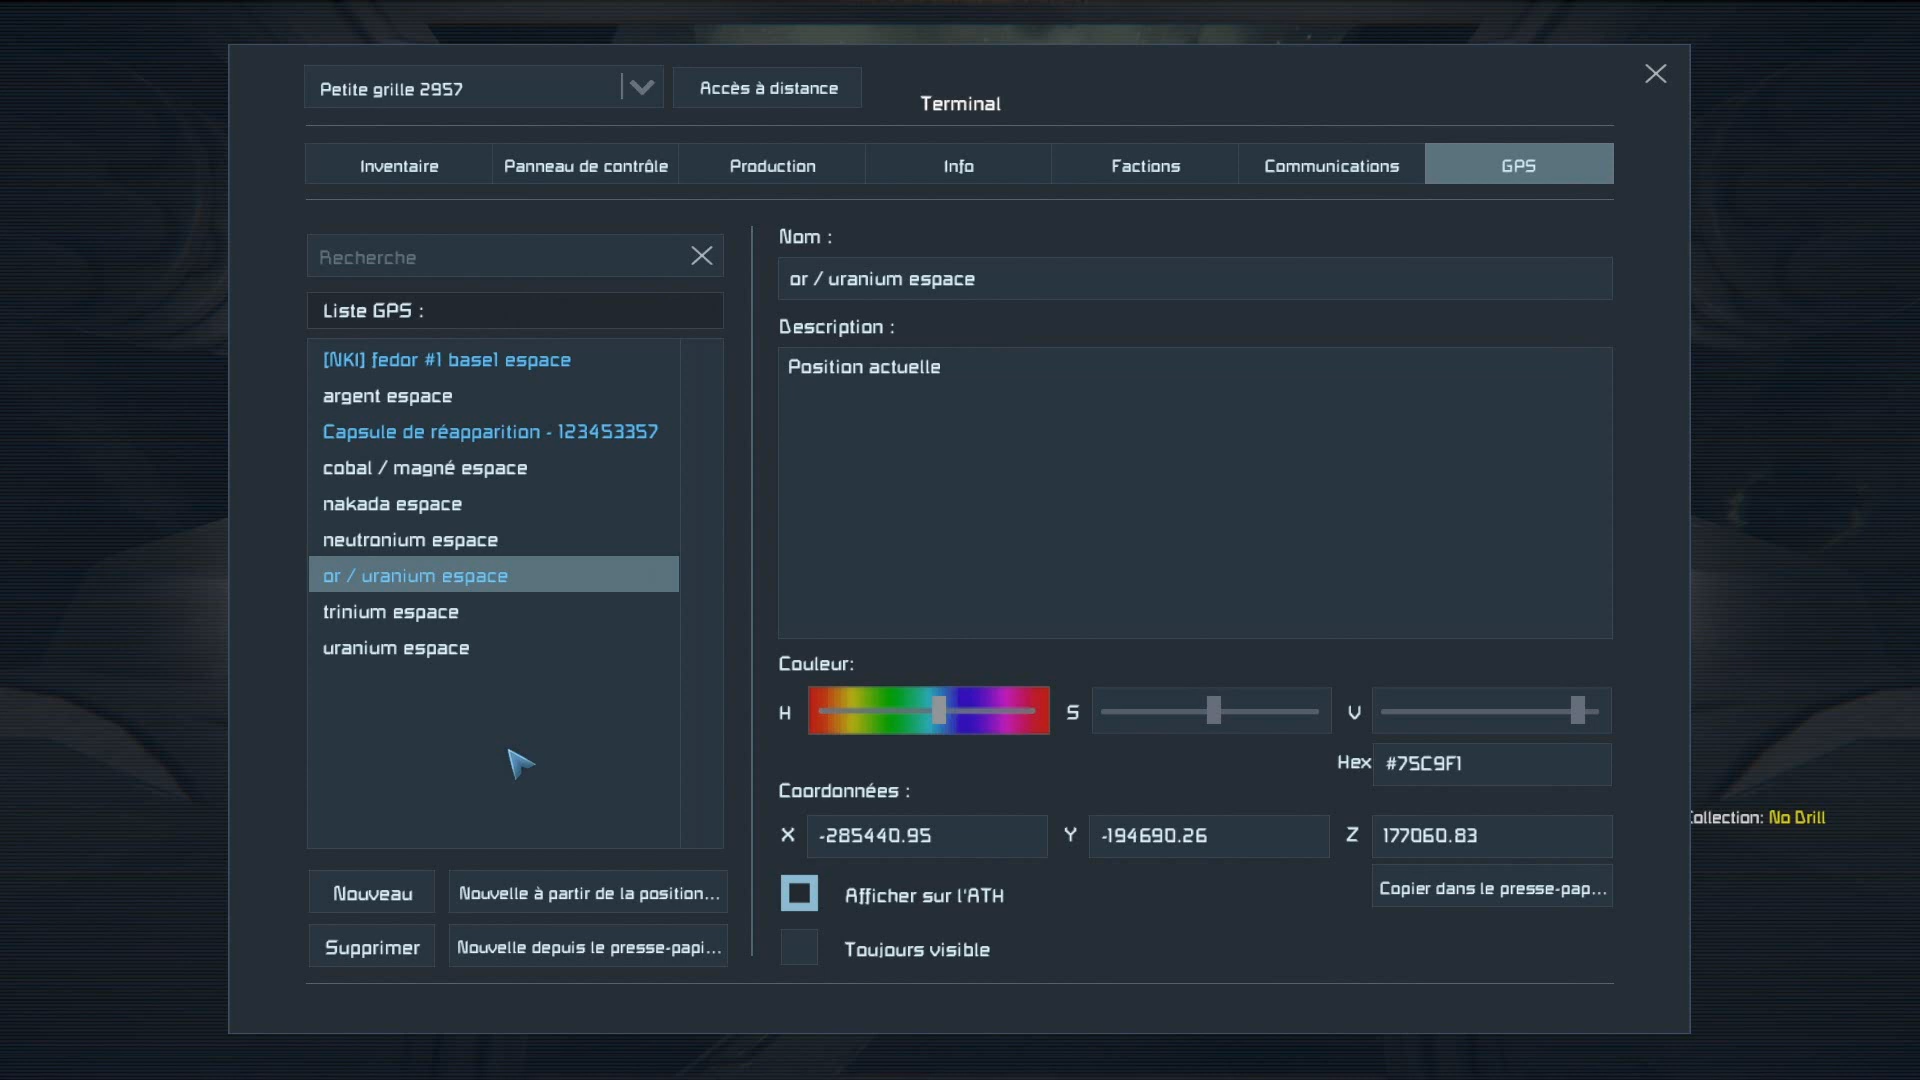 Petite grille 2957
Accès à distance
Terminal
Inventaire
Panneau de contrôle
Production
Info
Factions
Communications
GPS
Recherche
Liste GPS :
[NKI] fedor #1 base1 espace
argent espace
Capsule de réapparition - 123453357
cobal / magné espace
nakada espace
neutronium espace
or / uranium espace
trinium espace
uranium espace
Nouveau
Nouvelle à partir de la position...
Supprimer
Nouvelle depuis le presse-papi...
Nom :
or / uranium espace
Description :
Position actuelle
Couleur:
H
S
V
Hex #75C9F1
Coordonnées :
X -285440.95
Y -194690.26
Z 177060.83
Afficher sur l'ATH
Copier dans le presse-pap...
Toujours visible
Collection: No Drill